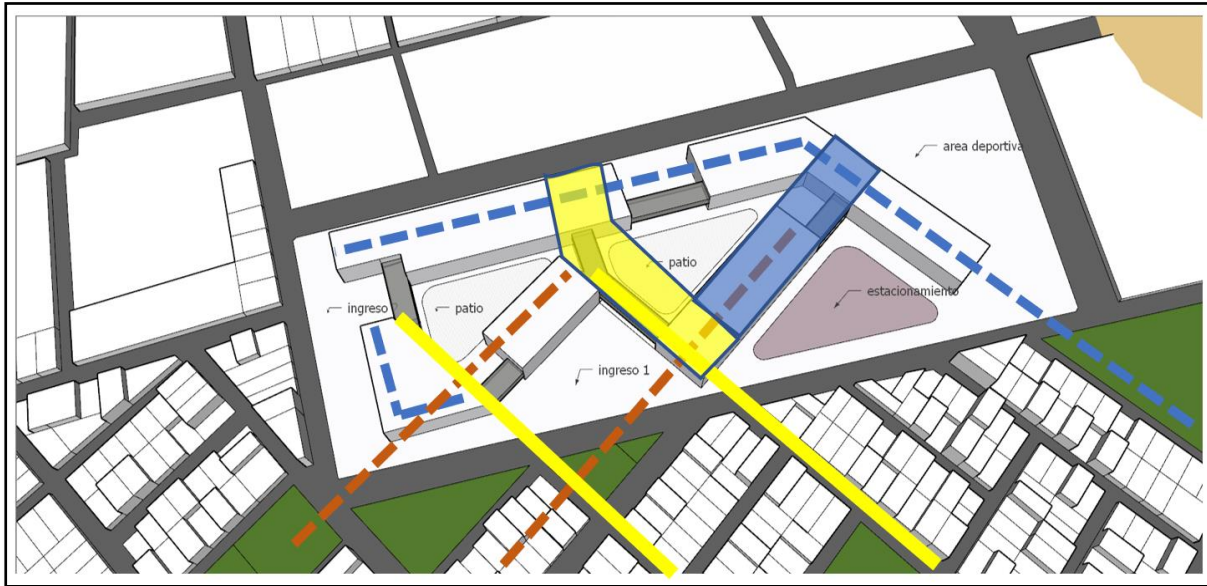 area deportiva
patio
estacionamiento
ingreso
patio
ingreso 1